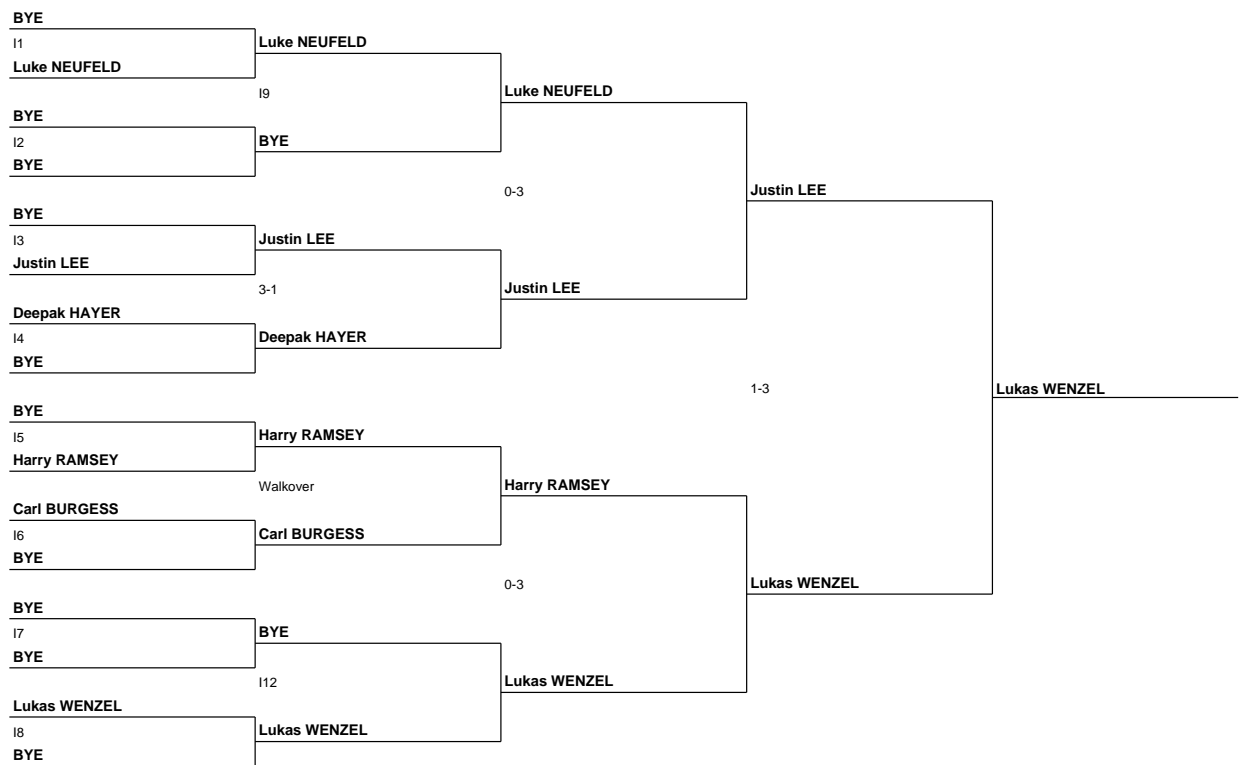 BYE
I1
Luke NEUFELD
Luke NEUFELD
I9
Luke NEUFELD
BYE
I2
BYE
BYE
0-3
Justin LEE
BYE
I3
Justin LEE
Justin LEE
3-1
Justin LEE
Deepak HAYER
I4
Deepak HAYER
BYE
1-3
Lukas WENZEL
BYE
I5
Harry RAMSEY
Harry RAMSEY
Walkover
Harry RAMSEY
Carl BURGESS
I6
Carl BURGESS
BYE
0-3
Lukas WENZEL
BYE
I7
BYE
BYE
I12
Lukas WENZEL
Lukas WENZEL
I8
Lukas WENZEL
BYE